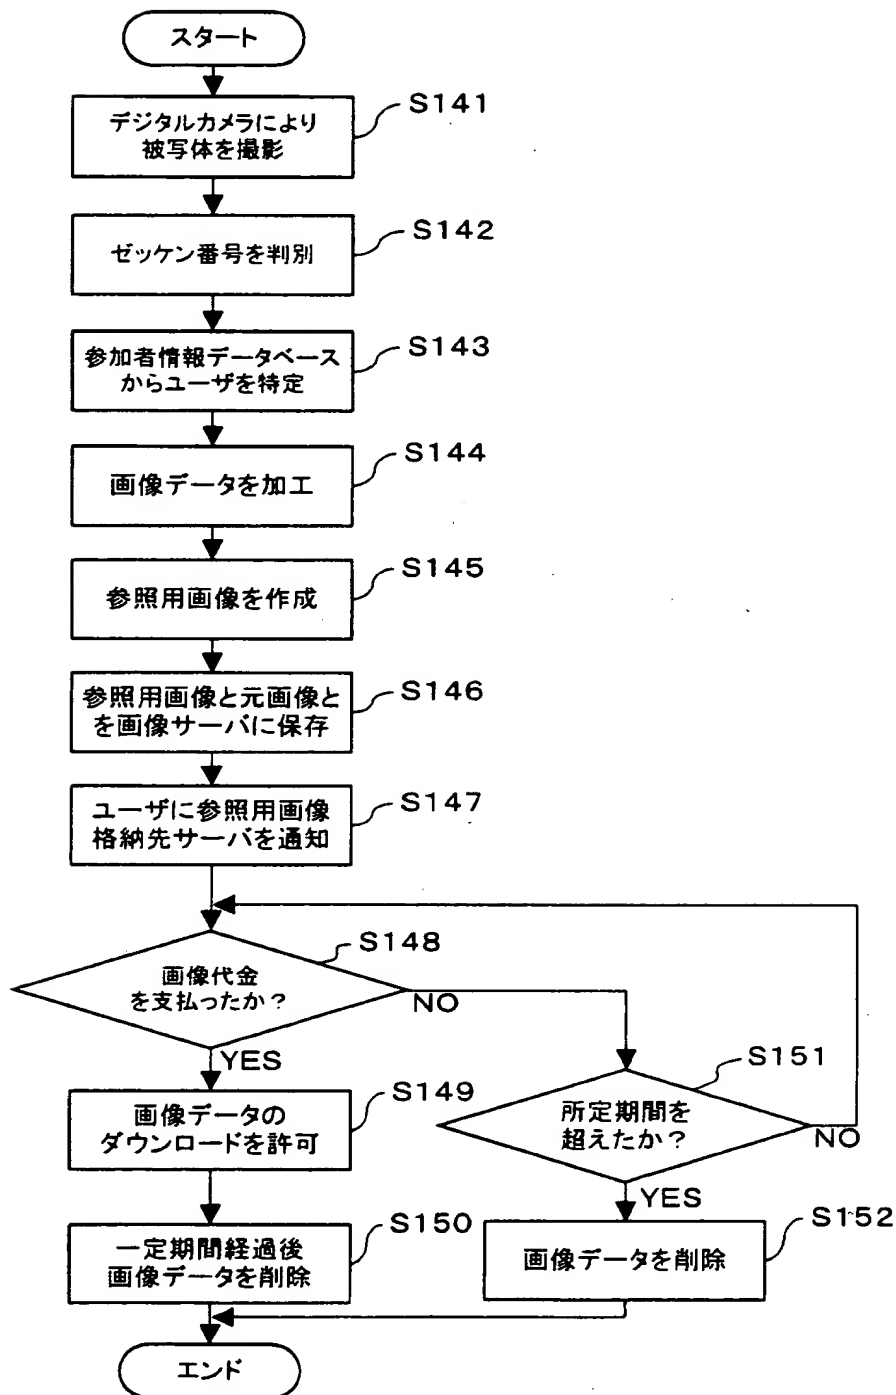 スタート
S141
デジタルカメラにより
被写体を撮影
S142
ゼッケン番号を判別
S143
参加者情報データベース
からユーザを特定
S144
画像データを加工
S145
参照用画像を作成
S146
参照用画像と元画像と
を画像サーバに保存
S147
ユーザに参照用画像
格納先サーバを通知
S148
画像代金
を支払ったか?
NO
YES
S151
所定期間を
超えたか?
NO
YES
S149
画像データの
ダウンロードを許可
S150
一定期間経過後
画像データを削除
S152
画像データを削除
エンド